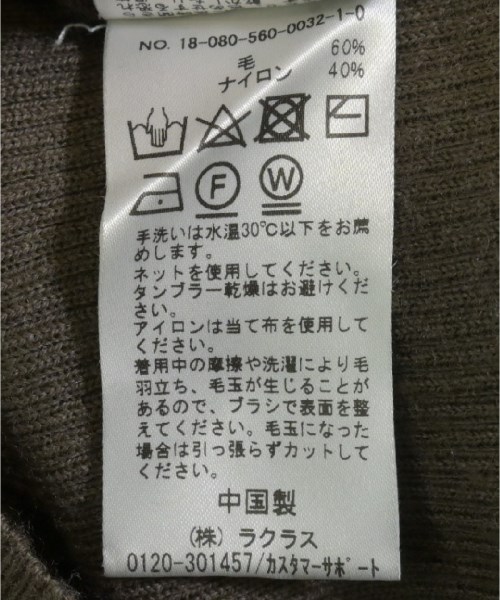 NO. 18-080-560-0032-1-0
毛 60%
ナイロン 40%
F W
手洗いは水温30℃以下をお薦
めします。
ネットを使用してください。
タンブラー乾燥はお避けくだ
さい。
アイロンは当て布を使用して
ください。
着用中の摩擦や洗濯により毛
羽立ち、毛玉が生じることが
あるので、ブラシで表面を整
えてください。毛玉になった
場合は引っ張らずカットして
ください。
中国製
(株) ラクラス
0120-301457/カスタマーサポート